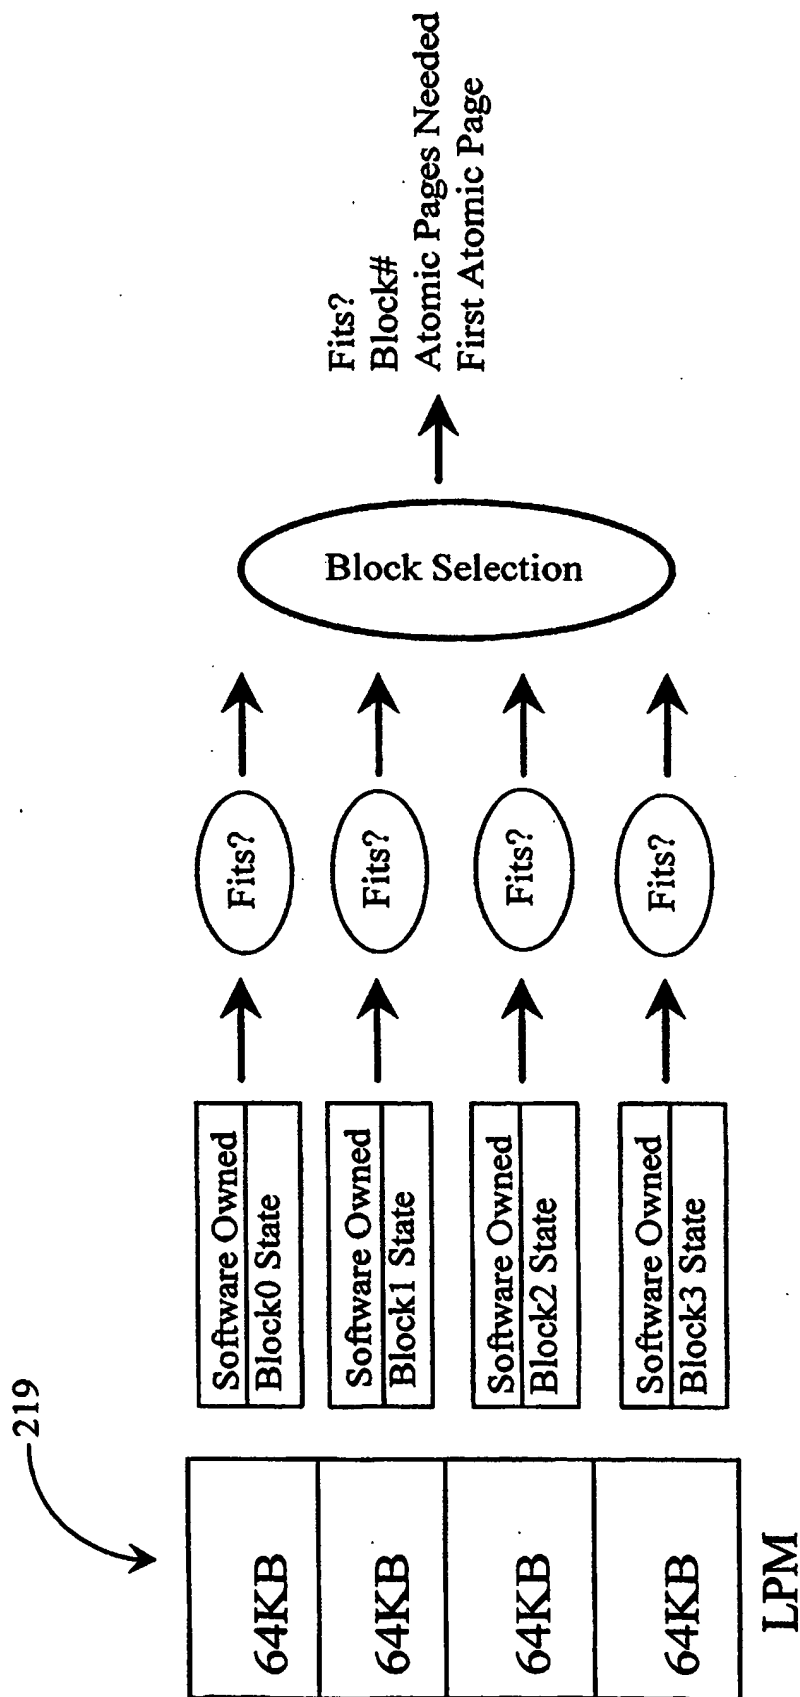 219
64KB
64KB
64KB
64KB
LPM
Software Owned
Block0 State
Software Owned
Block1 State
Software Owned
Block2 State
Software Owned
Block3 State
Fits?
Fits?
Fits?
Fits?
Block Selection
Fits?
Block#
Atomic Pages Needed
First Atomic Page